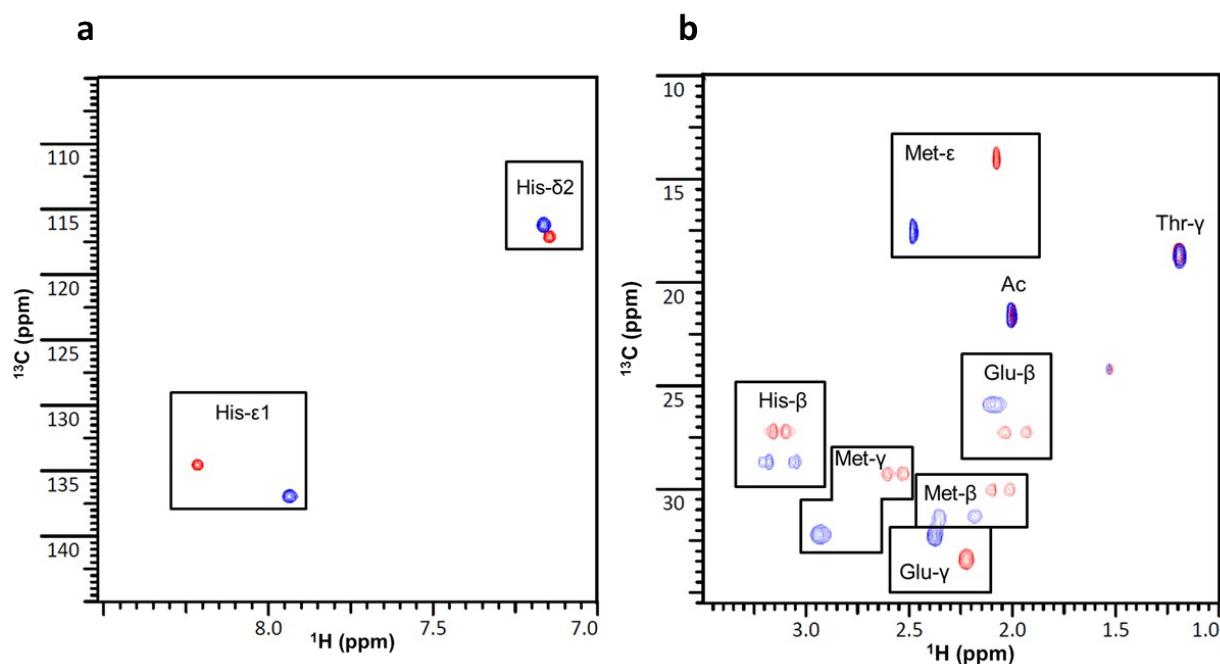 a
110
115
120
125
130
135
140
¹³C (ppm)
His-δ2
His-ε1
8.0
7.5
7.0
¹H (ppm)
b
10
15
20
25
30
¹³C (ppm)
Met-ε
Thr-γ
Ac
Glu-β
His-β
Met-γ
Met-β
Glu-γ
3.0
2.5
2.0
1.5
1.0
¹H (ppm)